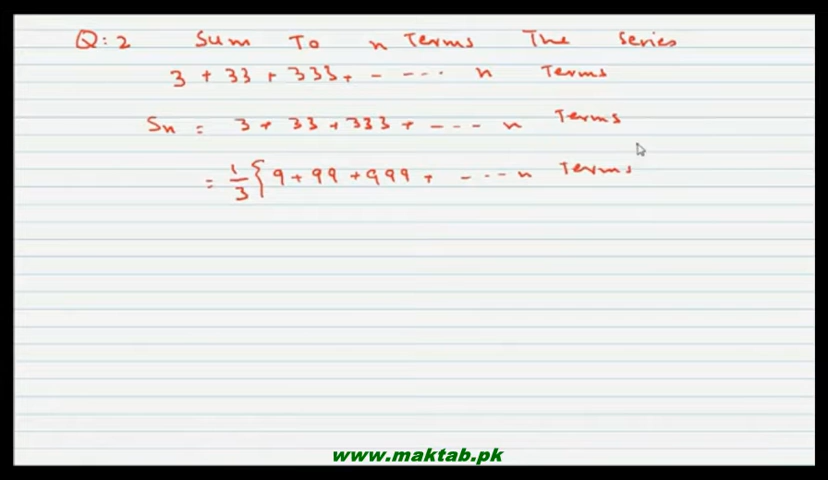 Q:2 Sum To n Terms The Series
3 + 33 + 333 + - --·· n Terms
Sn = 3 + 33 + 333 + - - - - n Terms
= 1/3 { 9 + 99 + 999 + - --- n Terms
www.maktab.pk